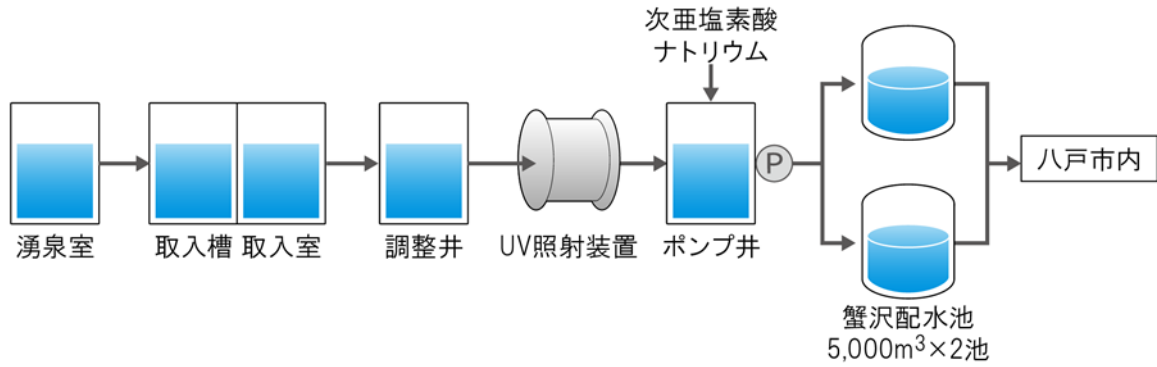 次亜塩素酸
ナトリウム
P
八戸市内
湧泉室
取入槽
取入室
調整井
UV照射装置
ポンプ井
蟹沢配水池
5,000m³×2池